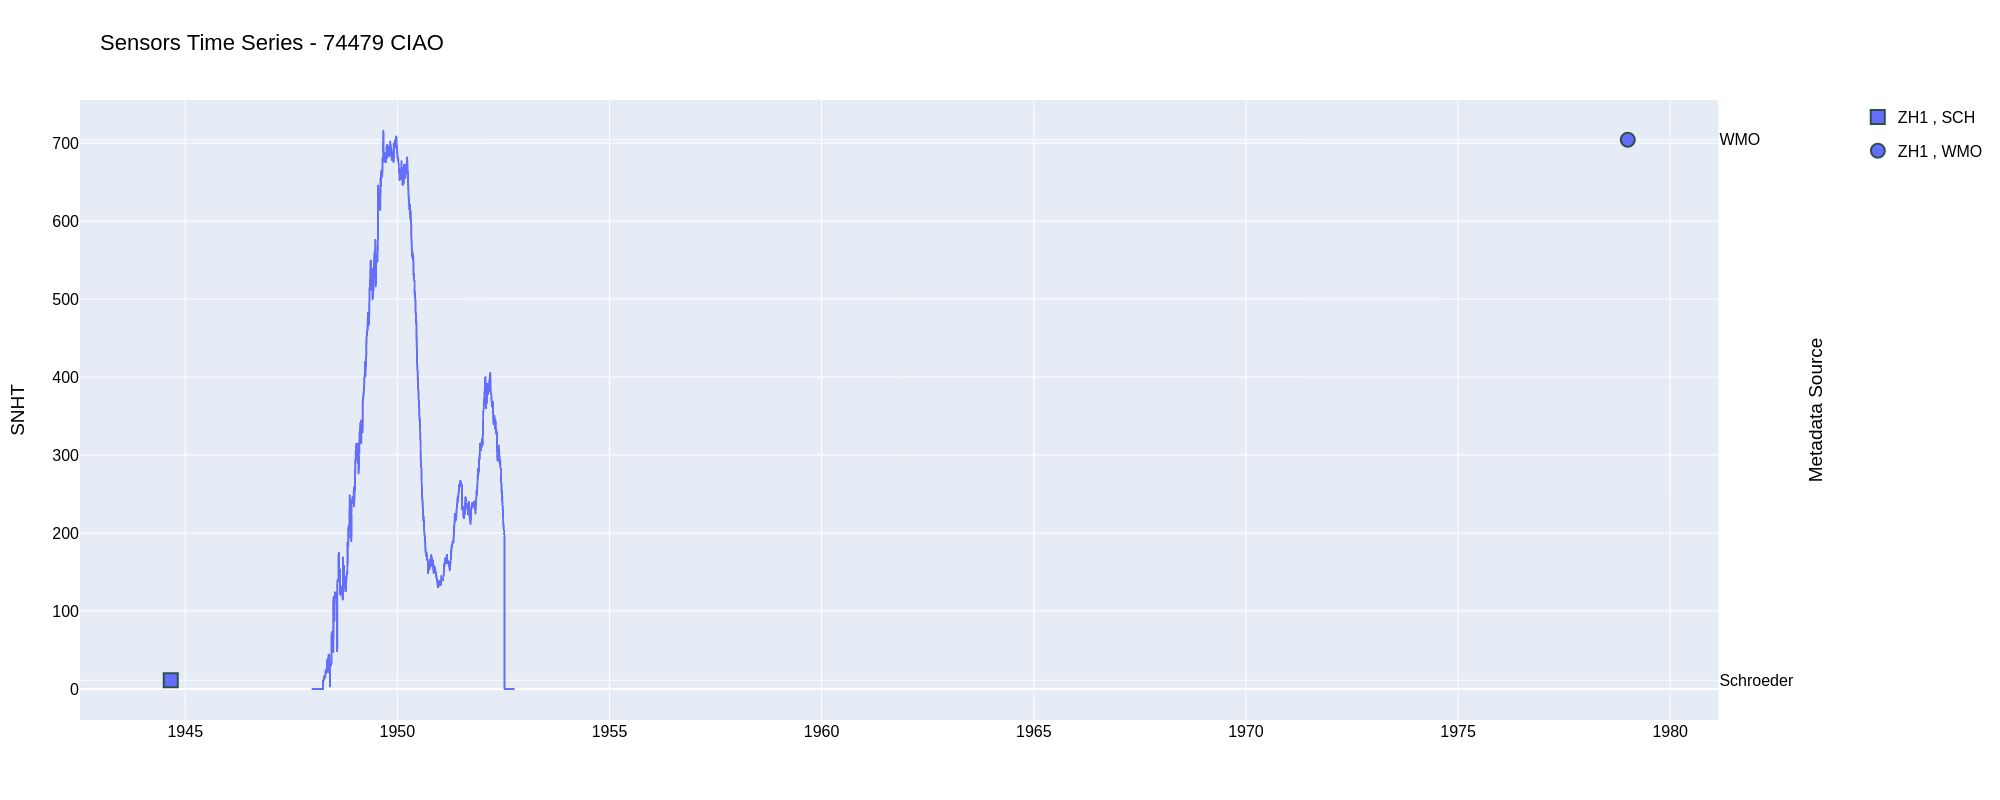 Sensors Time Series - 74479 CIAO
ZH1 , SCH
ZH1 , WMO
SNHT
700
600
500
400
300
200
100
0
WMO
Schroeder
Metadata Source
1945
1950
1955
1960
1965
1970
1975
1980